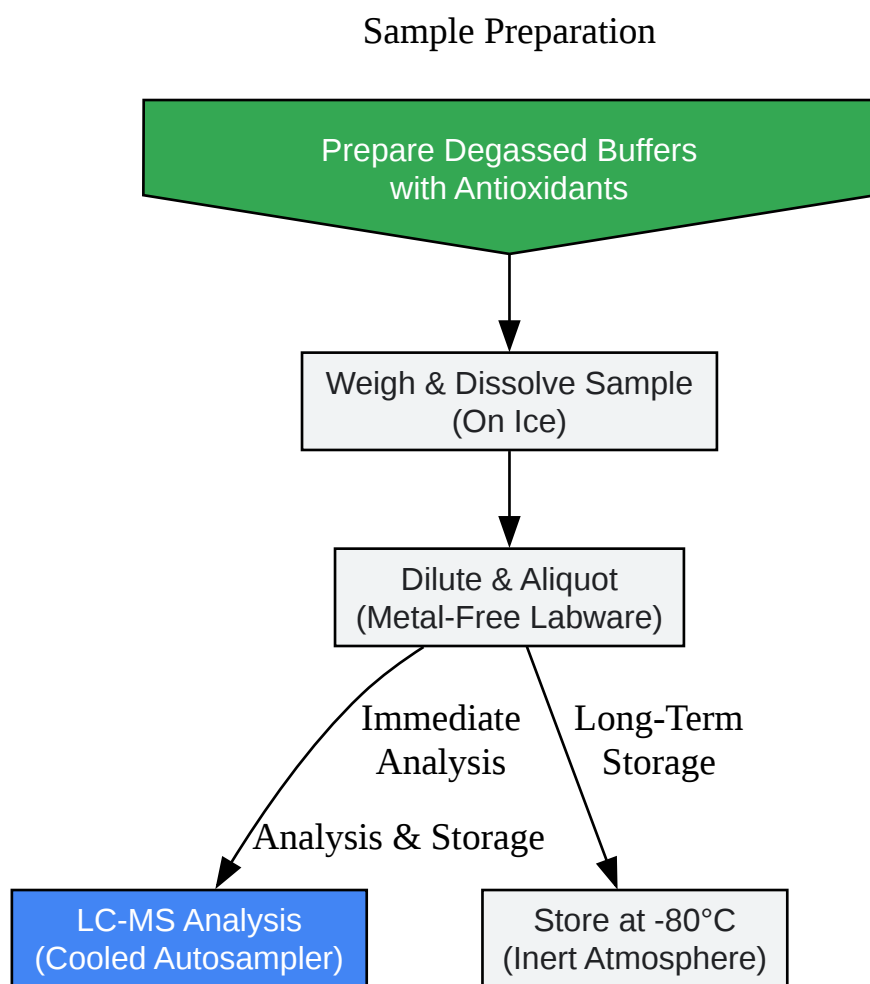 Sample Preparation
Prepare Degassed Buffers
with Antioxidants
Weigh & Dissolve Sample
(On Ice)
Dilute & Aliquot
(Metal-Free Labware)
Immediate
Analysis
Long-Term
Storage
Analysis & Storage
LC-MS Analysis
(Cooled Autosampler)
Store at -80°C
(Inert Atmosphere)